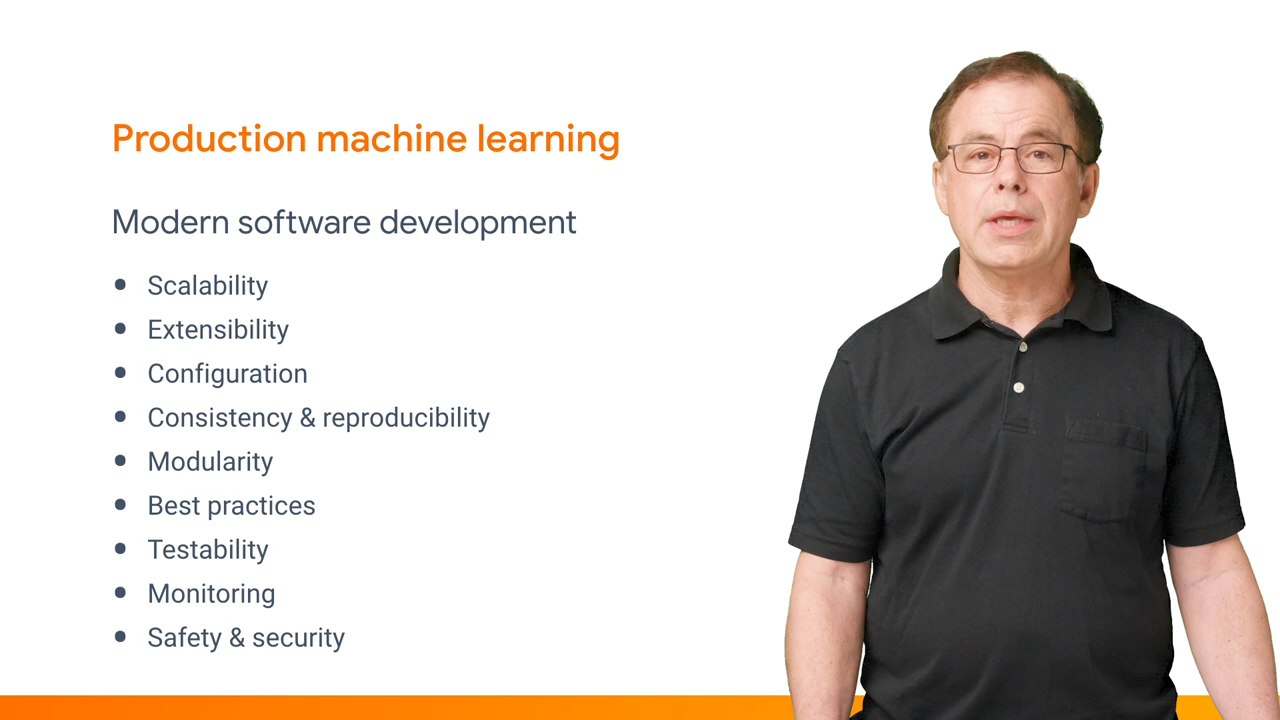 Production machine learning
Modern software development
• Scalability
• Extensibility
• Configuration
• Consistency & reproducibility
• Modularity
• Best practices
• Testability
• Monitoring
• Safety & security